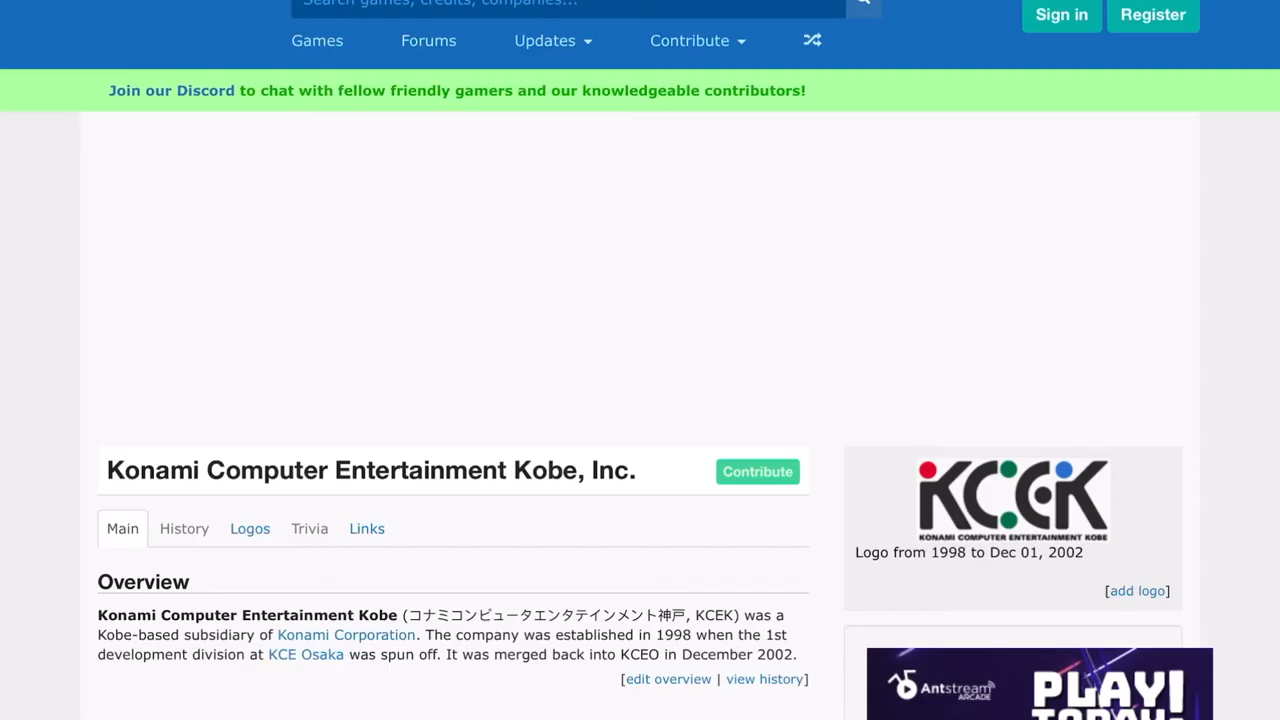 Search games, credits, companies...
Sign in
Register
Games
Forums
Updates
Contribute
Join our Discord to chat with fellow friendly gamers and our knowledgeable contributors!
Konami Computer Entertainment Kobe, Inc.
Contribute
KCEK
KONAMI COMPUTER ENTERTAINMENT KOBE
Logo from 1998 to Dec 01, 2002
[add logo]
Main
History
Logos
Trivia
Links
Overview
Konami Computer Entertainment Kobe (コナミコンピュータエンタテインメント神戸, KCEK) was a
Kobe-based subsidiary of Konami Corporation. The company was established in 1998 when the 1st
development division at KCE Osaka was spun off. It was merged back into KCEO in December 2002.
[edit overview | view history]
Antstream
ARCADE
PLAY!
TODAY